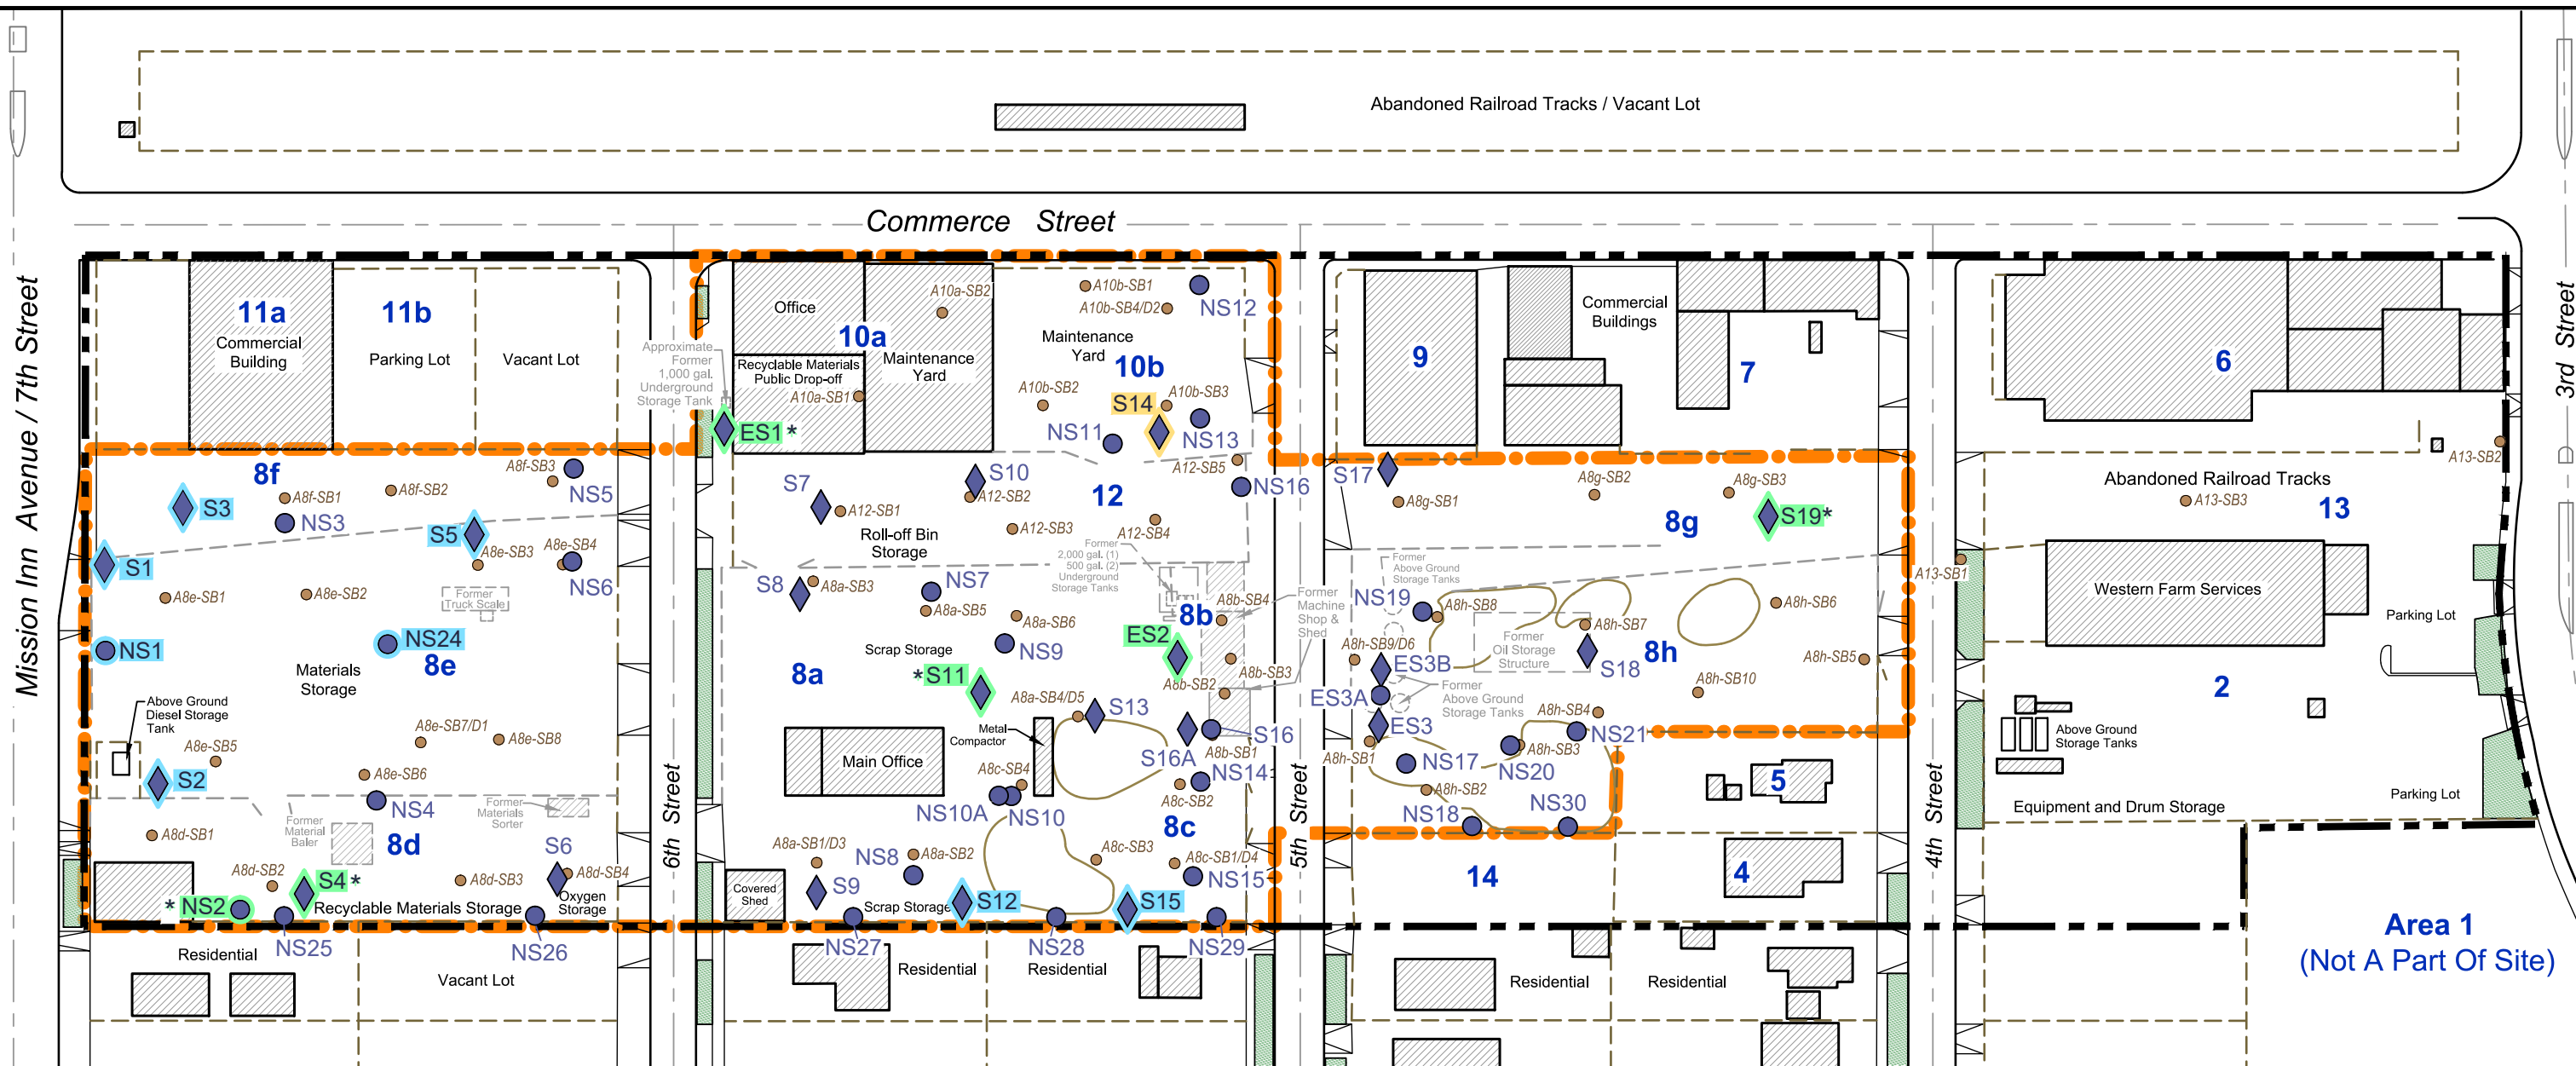 Abandoned Railroad Tracks / Vacant Lot
Commerce Street
Mission Inn Avenue / 7th Street
3rd Street
6th Street
5th Street
4th Street
11a
Commercial
Building
11b
Parking Lot
Vacant Lot
8f
A8f-SB1
A8f-SB2
A8f-SB3
S3
NS3
NS5
S5
S1
A8e-SB3
A8e-SB4
NS6
A8e-SB1
A8e-SB2
Former
Truck Scale
NS1
NS24
8e
Materials
Storage
Above Ground
Diesel Storage
Tank
A8e-SB5
A8e-SB7/D1
A8e-SB8
S2
A8e-SB6
NS4
Former
Materials
Sorter
Former
Material
Baler
A8d-SB1
8d
S6
A8d-SB2
S4 *
A8d-SB3
A8d-SB4
* NS2
Recyclable Materials Storage
Oxygen
Storage
NS25
NS26
Residential
Vacant Lot
Approximate
Former
1,000 gal.
Underground
Storage Tank
Office
10a
A10a-SB2
Recyclable Materials
Public Drop-off
Maintenance
Yard
A10a-SB1
ES1 *
A10b-SB1
A10b-SB4/D2
NS12
Maintenance
Yard
10b
A10b-SB2
A10b-SB3
S14
NS11
NS13
A12-SB5
NS16
S7
S10
A12-SB2
12
A12-SB1
A12-SB3
A12-SB4
Roll-off Bin
Storage
Former
2,000 gal. (1)
500 gal. (2)
Underground
Storage Tanks
S8
A8a-SB3
NS7
A8a-SB5
A8a-SB6
NS9
8b
A8b-SB4
Former
Machine
Shop &
Shed
ES2
Scrap Storage
8a
*S11
A8b-SB3
A8b-SB2
A8a-SB4/D5
S13
Metal
Compactor
Main Office
S16
S16A
A8b-SB1
A8c-SB4
NS14
A8c-SB2
NS10A
NS10
8c
A8a-SB1/D3
NS8
A8a-SB2
A8c-SB3
A8c-SB1/D4
NS15
Covered
Shed
S9
Scrap Storage
S12
S15
NS27
NS28
NS29
Residential
Residential
9
Commercial
Buildings
7
S17
A8g-SB1
A8g-SB2
A8g-SB3
8g
S19*
Former
Above Ground
Storage Tanks
NS19
A8h-SB8
A8h-SB6
A8h-SB7
Former
Oil Storage
Structure
A8h-SB9/D6
ES3B
S18
8h
A8h-SB5
ES3A
Former
Above Ground
Storage Tanks
A8h-SB10
ES3
A8h-SB4
NS21
A8h-SB1
A8h-SB3
NS17
NS20
A8h-SB2
NS18
NS30
5
14
4
Residential
Residential
6
A13-SB2
Abandoned Railroad Tracks
A13-SB3
13
A13-SB1
Western Farm Services
Parking Lot
2
Above Ground
Storage Tanks
Parking Lot
Equipment and Drum Storage
Area 1
(Not A Part Of Site)